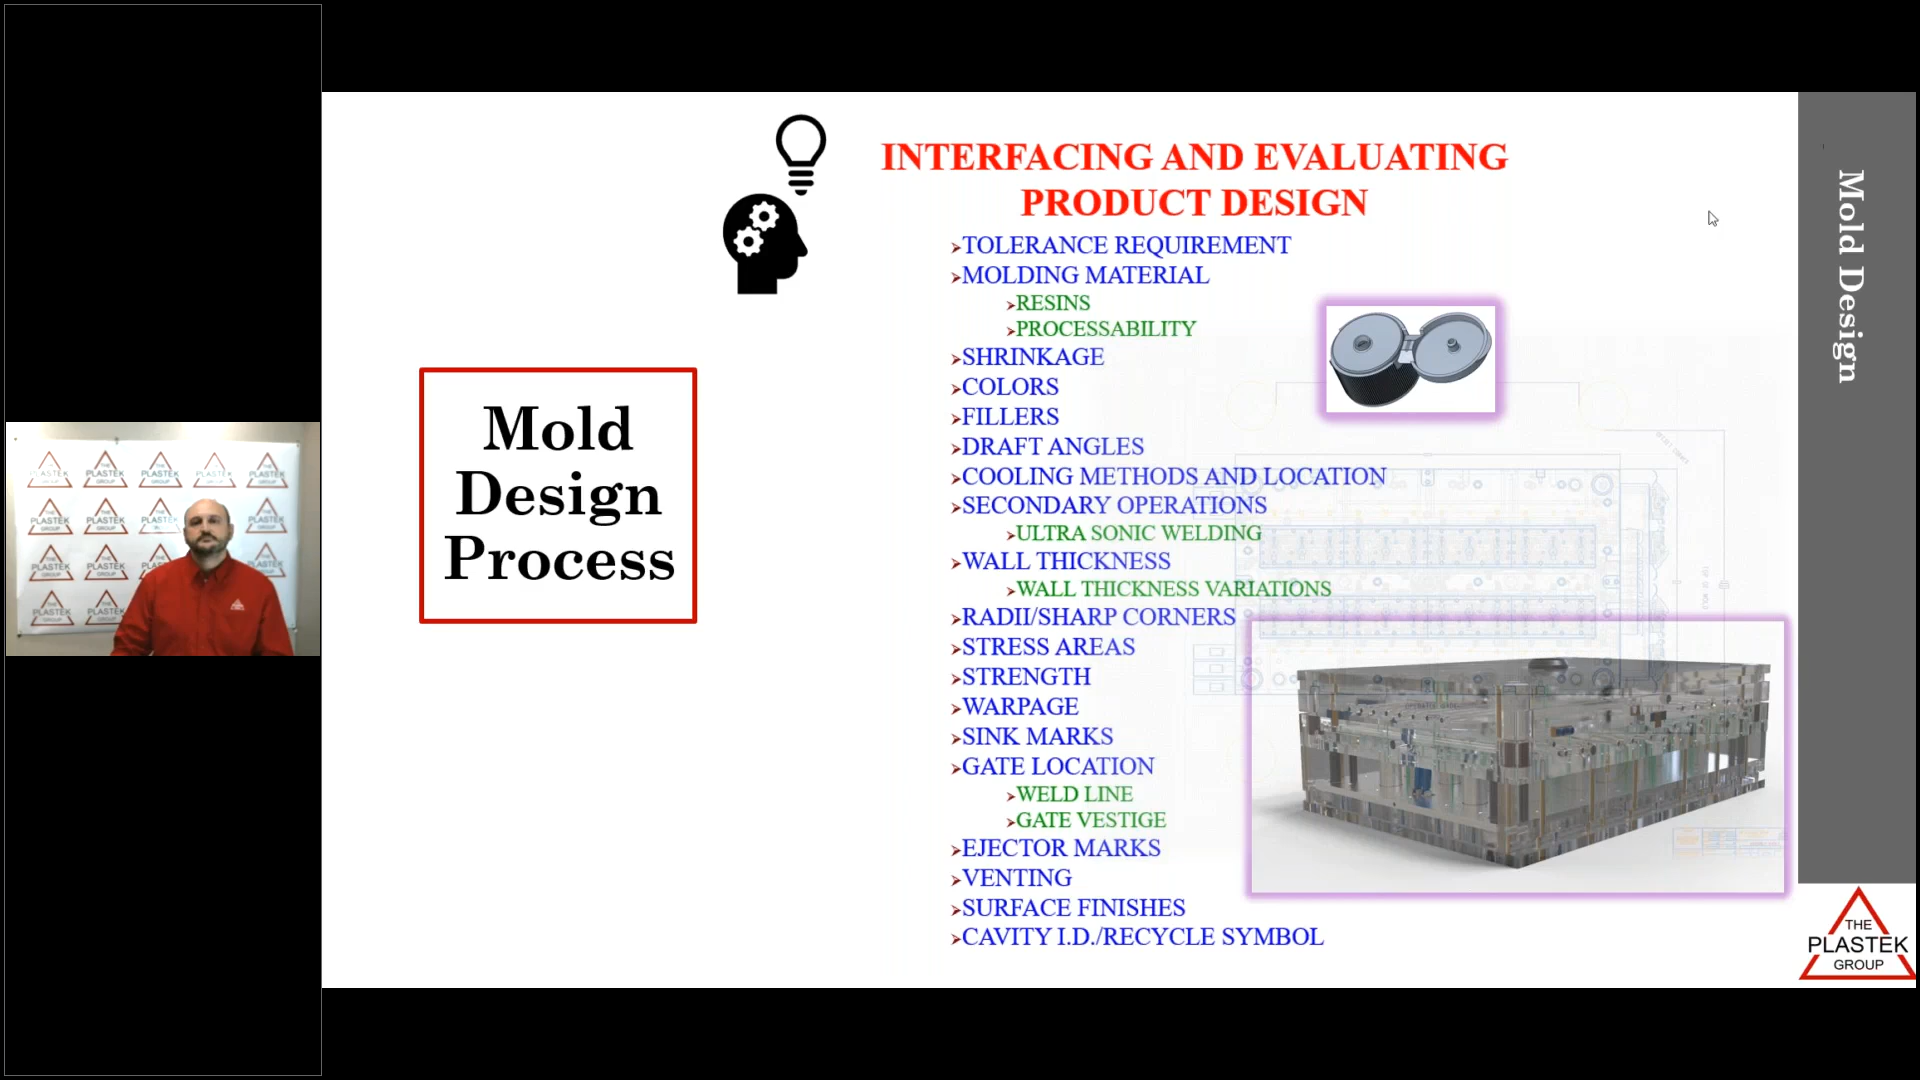 Mold
Design
Process
INTERFACING AND EVALUATING
PRODUCT DESIGN
➢TOLERANCE REQUIREMENT
➢MOLDING MATERIAL
➢RESINS
➢PROCESSABILITY
➢SHRINKAGE
➢COLORS
➢FILLERS
➢DRAFT ANGLES
➢COOLING METHODS AND LOCATION
➢SECONDARY OPERATIONS
➢ULTRA SONIC WELDING
➢WALL THICKNESS
➢WALL THICKNESS VARIATIONS
➢RADII/SHARP CORNERS
➢STRESS AREAS
➢STRENGTH
➢WARPAGE
➢SINK MARKS
➢GATE LOCATION
➢WELD LINE
➢GATE VESTIGE
➢EJECTOR MARKS
➢VENTING
➢SURFACE FINISHES
➢CAVITY I.D./RECYCLE SYMBOL
Mold Design
THE
PLASTEK
GROUP